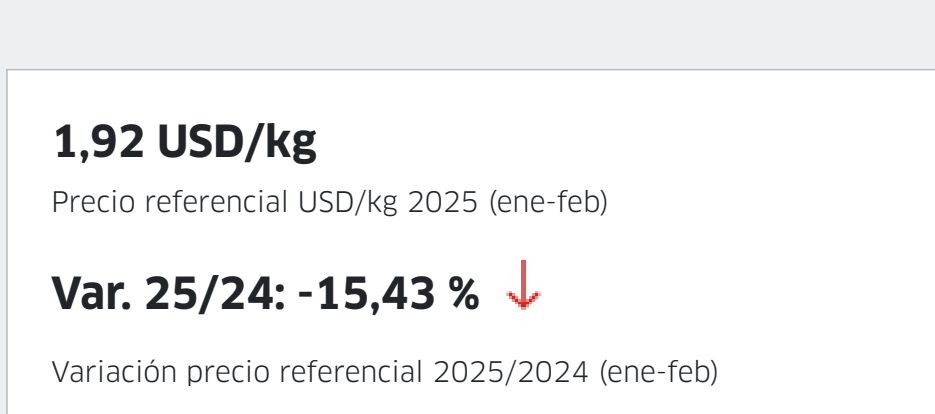 1,92 USD/kg
Precio referencial USD/kg 2025 (ene-feb)
Var. 25/24: -15,43 %
Variación precio referencial 2025/2024 (ene-feb)